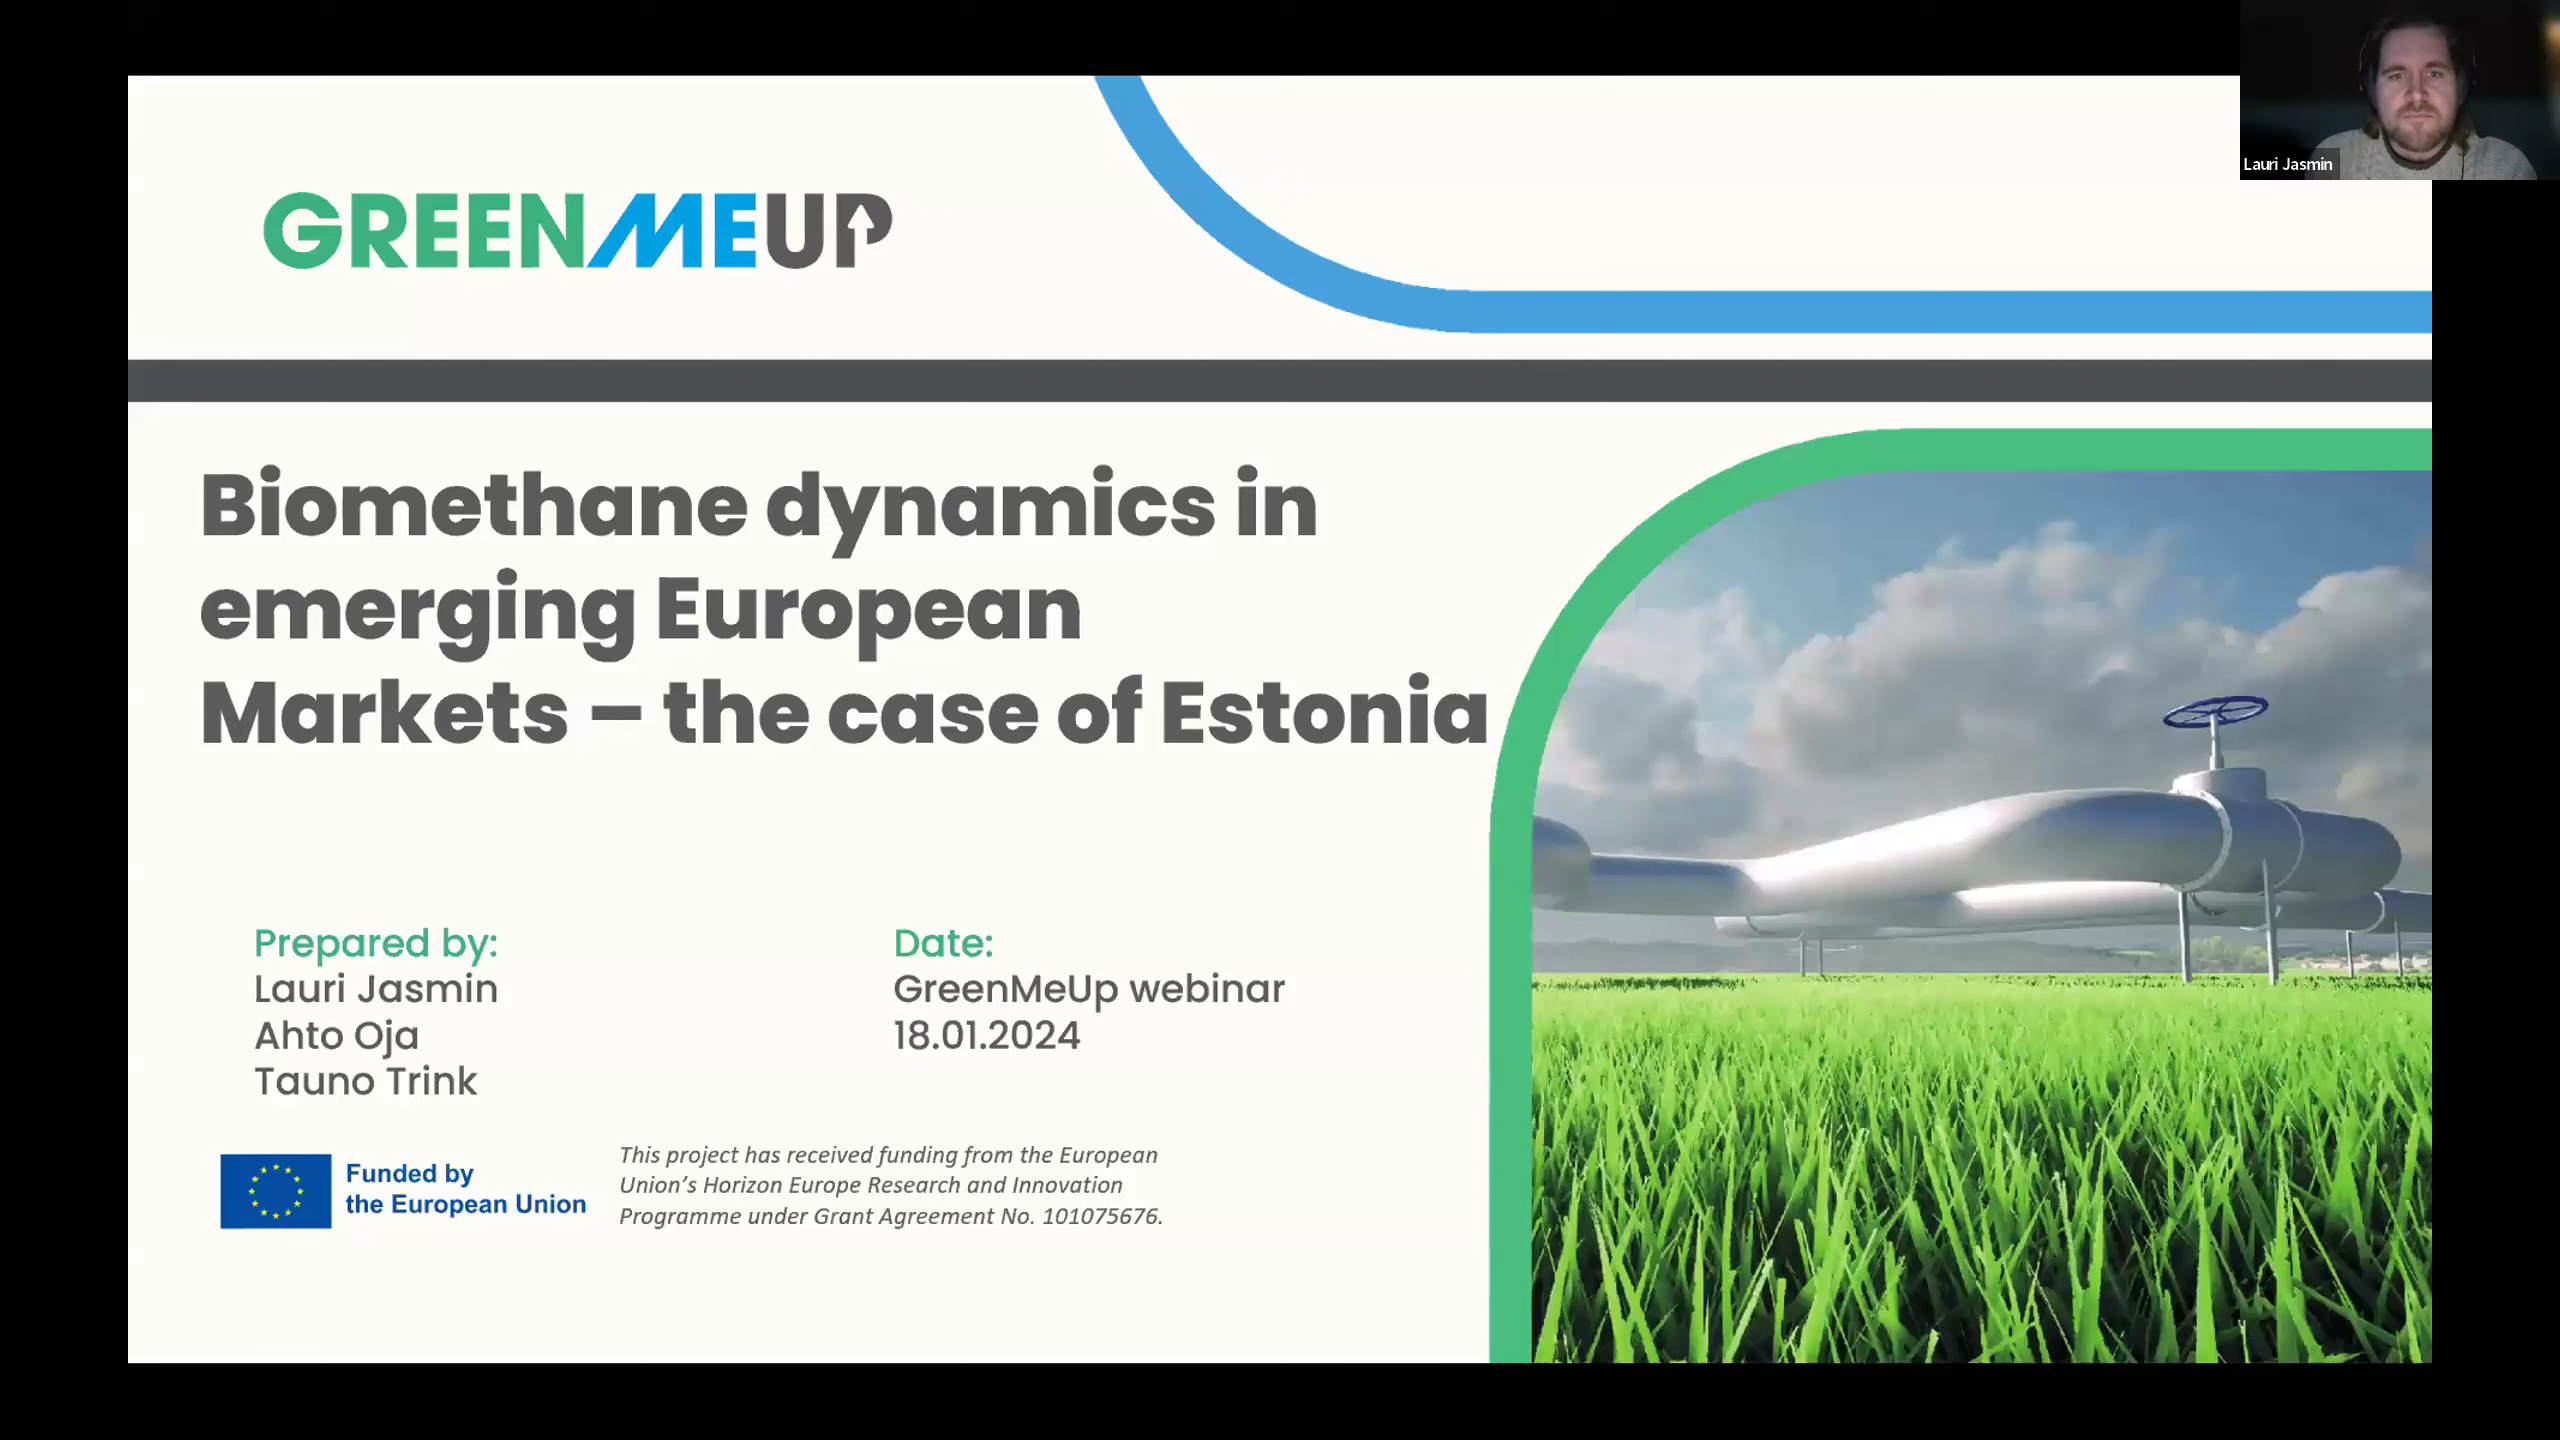 Lauri Jasmin
GREENMEUP
Biomethane dynamics in
emerging European
Markets – the case of Estonia
Prepared by:
Lauri Jasmin
Ahto Oja
Tauno Trink
Date:
GreenMeUp webinar
18.01.2024
Funded by
the European Union
This project has received funding from the European
Union's Horizon Europe Research and Innovation
Programme under Grant Agreement No. 101075676.